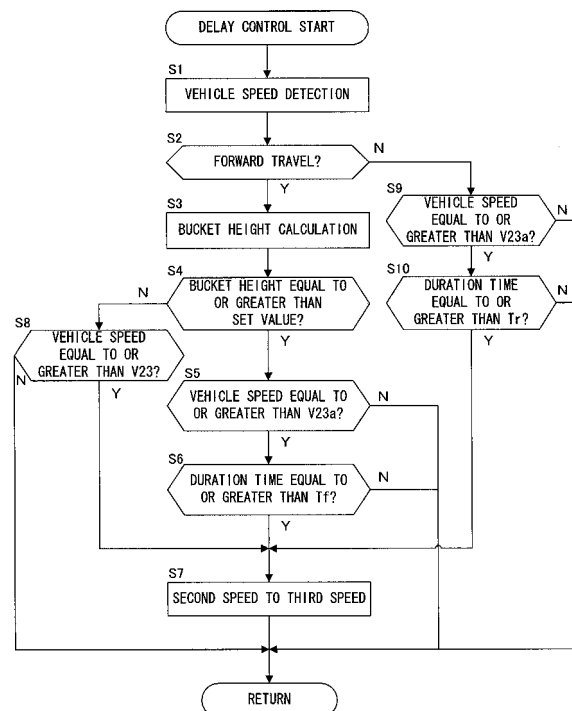 DELAY CONTROL START
S1
VEHICLE SPEED DETECTION
S2
FORWARD TRAVEL?
N
Y
S3
BUCKET HEIGHT CALCULATION
S9
VEHICLE SPEED
EQUAL TO OR
GREATER THAN V23a?
N
Y
S4
BUCKET HEIGHT EQUAL TO
OR GREATER THAN
SET VALUE?
N
Y
S10
DURATION TIME
EQUAL TO OR
GREATER THAN Tr?
N
Y
S8
VEHICLE SPEED
EQUAL TO OR
GREATER THAN V23?
N
Y
S5
VEHICLE SPEED EQUAL TO
OR GREATER THAN V23a?
N
Y
S6
DURATION TIME EQUAL TO
OR GREATER THAN Tf?
N
Y
S7
SECOND SPEED TO THIRD SPEED
RETURN